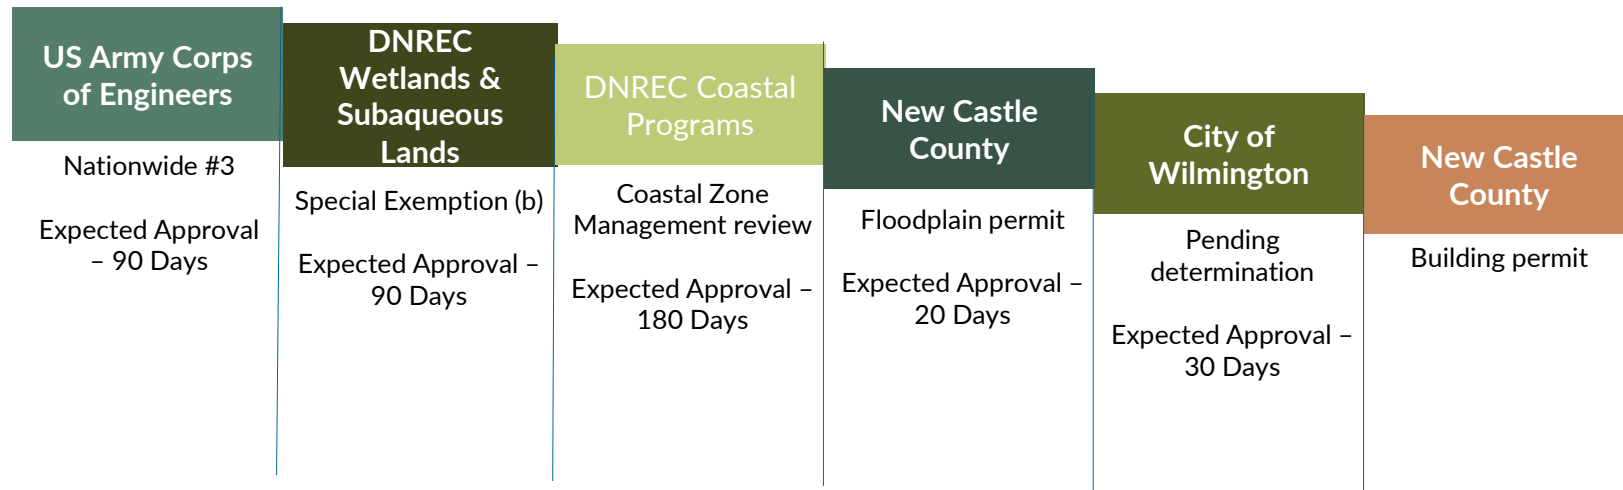 US Army Corps
of Engineers
Nationwide #3
Expected Approval
– 90 Days
DNREC
Wetlands &
Subaqueous
Lands
Special Exemption (b)
Expected Approval –
90 Days
DNREC Coastal
Programs
Coastal Zone
Management review
Expected Approval –
180 Days
New Castle
County
Floodplain permit
Expected Approval –
20 Days
City of
Wilmington
Pending
determination
Expected Approval –
30 Days
New Castle
County
Building permit